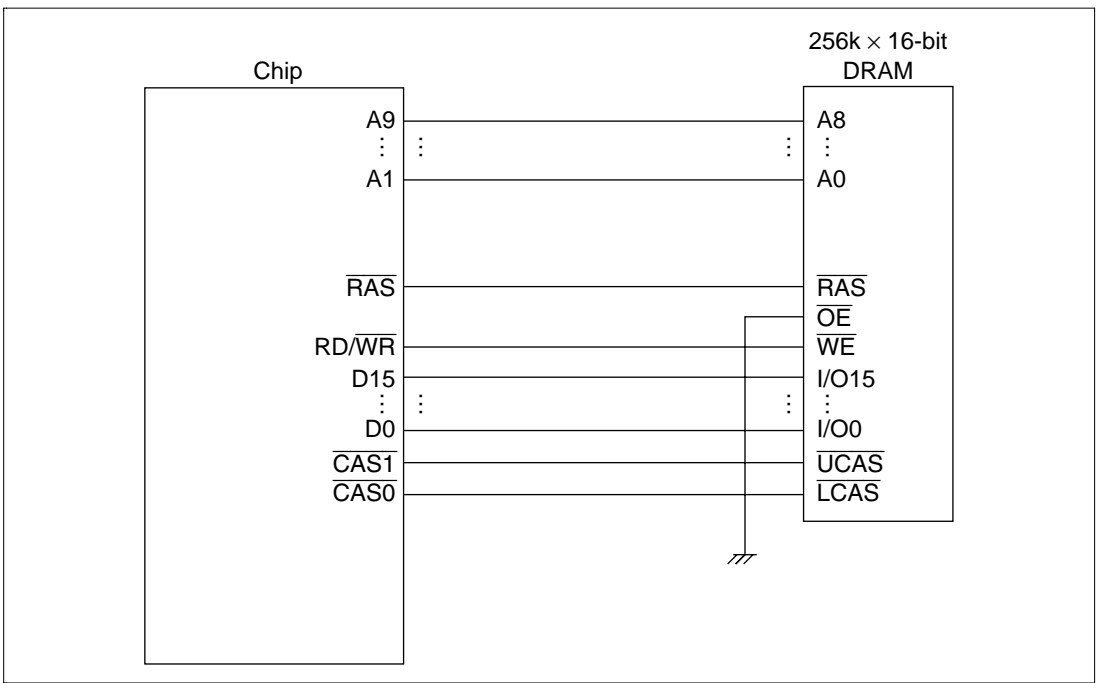 256k × 16-bit
DRAM
Chip
A9
A8
⋮ ⋮
⋮ ⋮
A1
A0
RAS
RAS
OE
RD/WR
WE
D15
I/O15
⋮ ⋮
⋮ ⋮
D0
I/O0
CAS1
UCAS
CAS0
LCAS